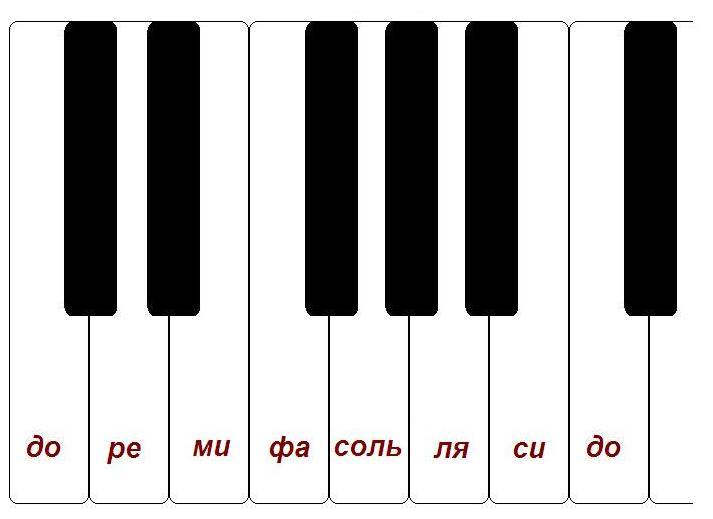 до ре ми фа соль ля си до